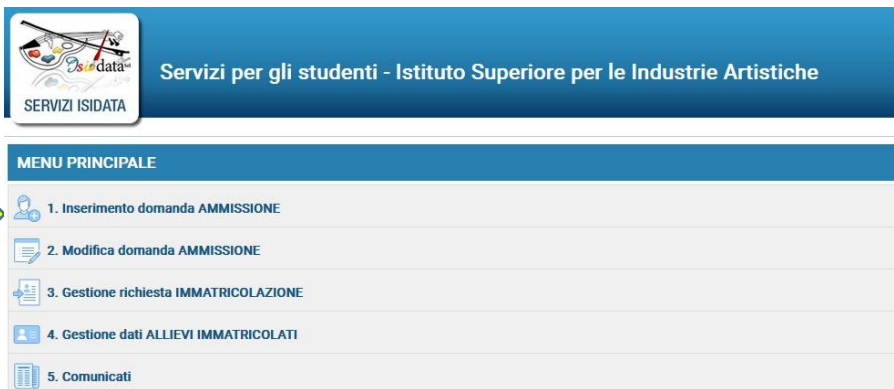 Isidata
SERVIZI ISIDATA
Servizi per gli studenti - Istituto Superiore per le Industrie Artistiche
MENU PRINCIPALE
1. Inserimento domanda AMMISSIONE
2. Modifica domanda AMMISSIONE
3. Gestione richiesta IMMATRICOLAZIONE
4. Gestione dati ALLIEVI IMMATRICOLATI
5. Comunicati